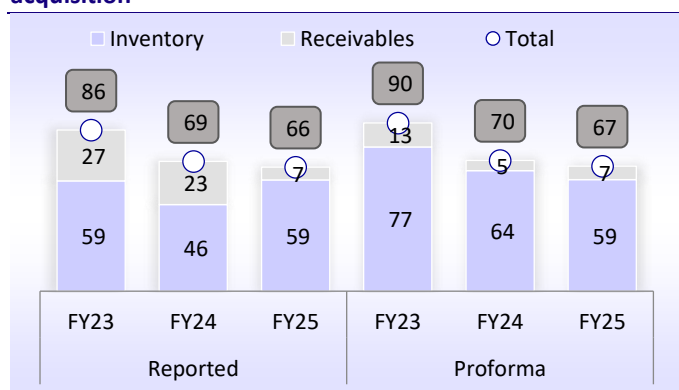 acquisition
Inventory Receivables Total
86 69 66 90 70 67
27 23 7 13 5 7
59 46 59 77 64 59
FY23 FY24 FY25 FY23 FY24 FY25
Reported Proforma